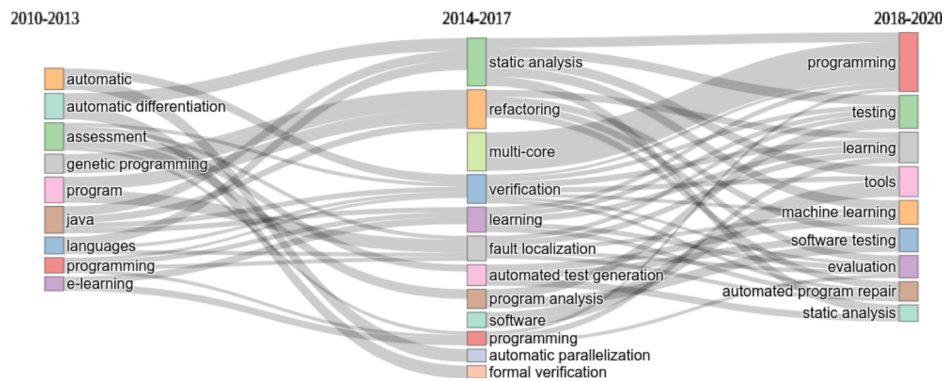 2010-2013
2014-2017
2018-2020
automatic
automatic differentiation
assessment
genetic programming
program
java
languages
programming
e-learning
static analysis
refactoring
multi-core
verification
learning
fault localization
automated test generation
program analysis
software
programming
automatic parallelization
formal verification
programming
testing
learning
tools
machine learning
software testing
evaluation
automated program repair
static analysis